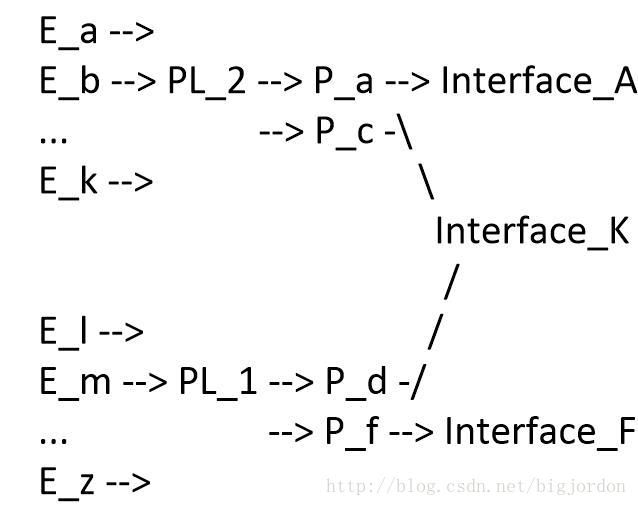 E_a -->
E_b --> PL_2 --> P_a --> Interface_A
... --> P_c -\
E_k --> \
Interface_K
/
E_l --> /
E_m --> PL_1 --> P_d -/
... --> P_f --> Interface_F
E_z --> http://blog.csdn.net/bigjordon